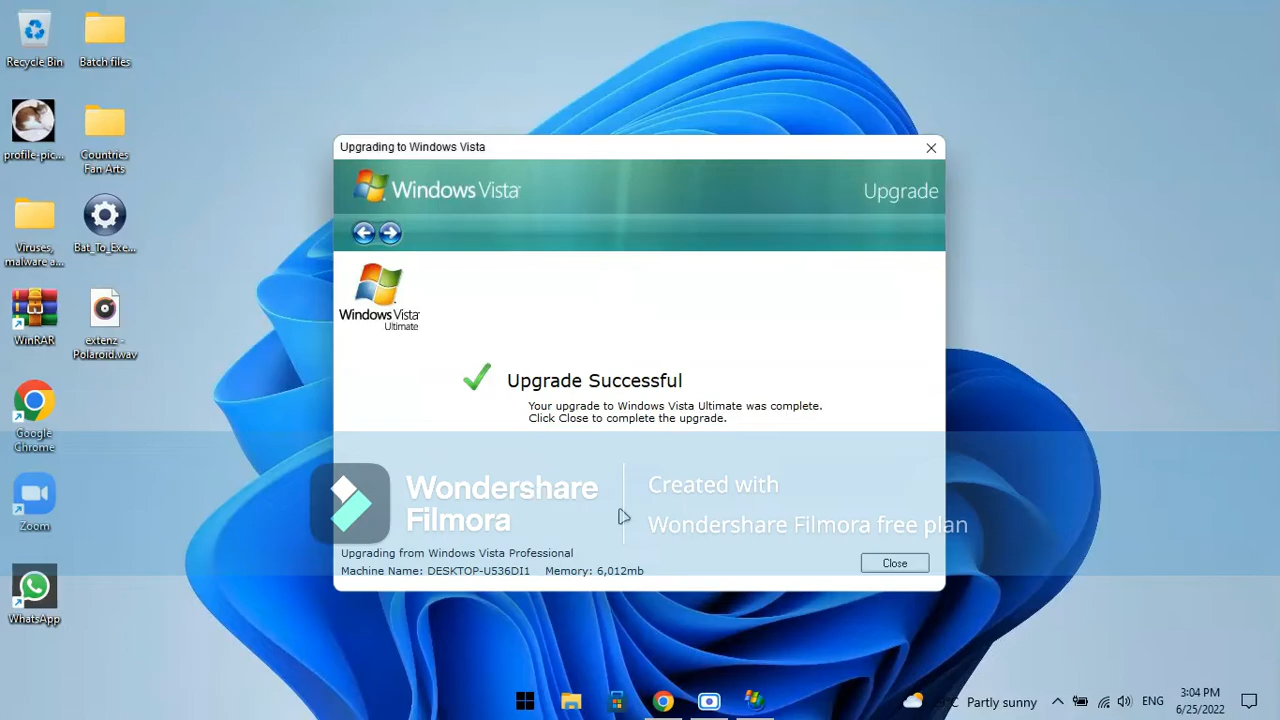 Recycle Bin
Batch files
profile-pic...
Countries
Fan Arts
Viruses,
malware a...
Bat_To_Exe...
WinRAR
extenz -
Polaroid.wav
Google
Chrome
Zoom
WhatsApp
Upgrading to Windows Vista
Windows Vista
Upgrade
Windows Vista
Ultimate
Upgrade Successful
Your upgrade to Windows Vista Ultimate was complete.
Click Close to complete the upgrade.
Wondershare
Filmora
Created with
Wondershare Filmora free plan
Upgrading from Windows Vista Professional
Machine Name: DESKTOP-U536DI1 Memory: 6,012mb
Close
Partly sunny
ENG
3:04 PM
6/25/2022